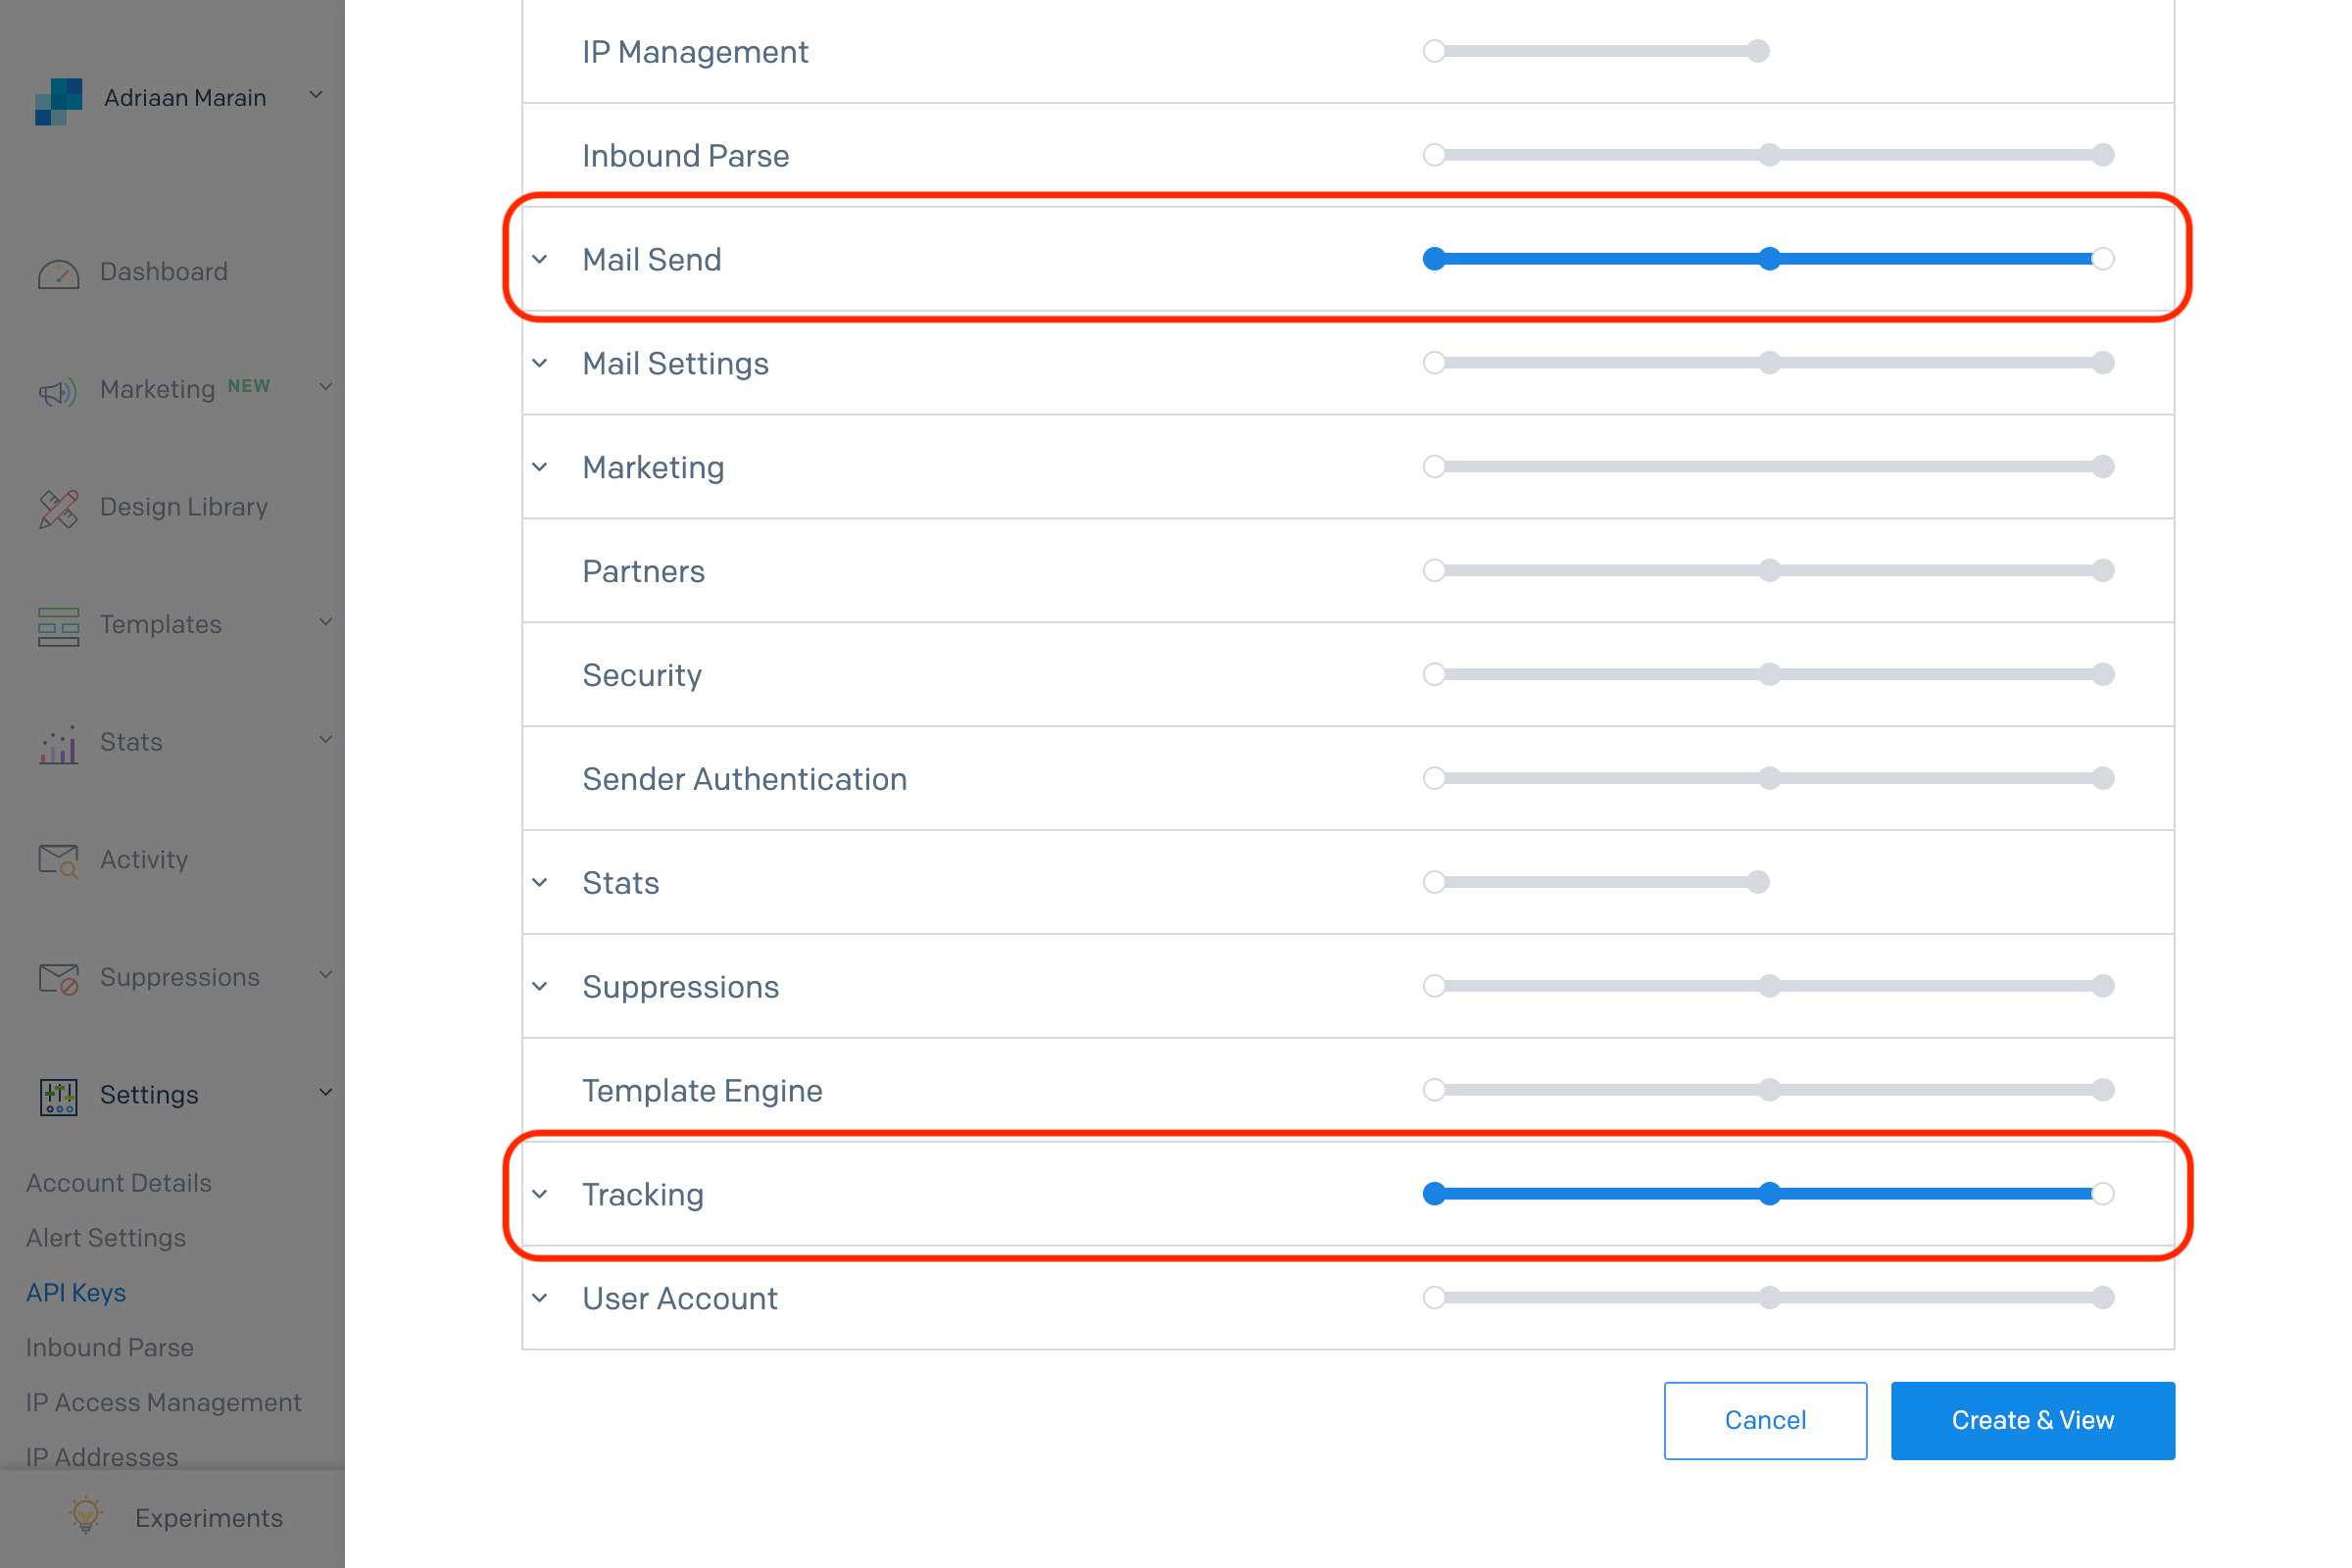 Adriaan Marain
Dashboard
Marketing NEW
Design Library
Templates
Stats
Activity
Suppressions
Settings
Account Details
Alert Settings
API Keys
Inbound Parse
IP Access Management
IP Addresses
Experiments
IP Management
Inbound Parse
Mail Send
Mail Settings
Marketing
Partners
Security
Sender Authentication
Stats
Suppressions
Template Engine
Tracking
User Account
Cancel
Create & View